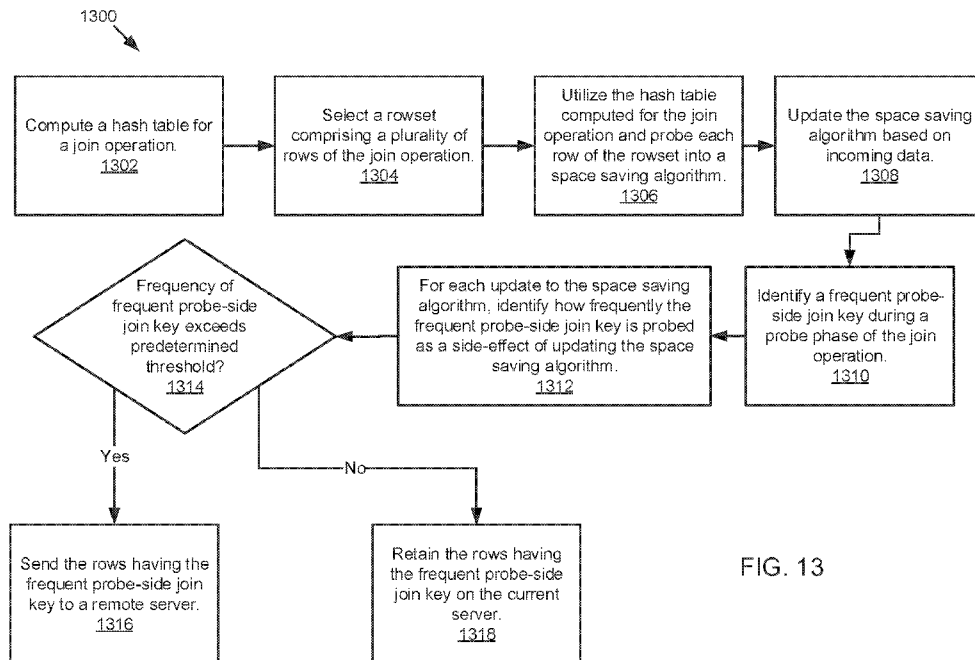 1300
Compute a hash table for
a join operation.
1302
Select a rowset
comprising a plurality of
rows of the join operation.
1304
Utilize the hash table
computed for the join
operation and probe each
row of the rowset into a
space saving algorithm.
1306
Update the space saving
algorithm based on
incoming data.
1308
Identify a frequent probe-
side join key during a
probe phase of the join
operation.
1310
For each update to the space saving
algorithm, identify how frequently the
frequent probe-side join key is probed
as a side-effect of updating the space
saving algorithm.
1312
Frequency of
frequent probe-side
join key exceeds
predetermined
threshold?
1314
Yes
No
Send the rows having the
frequent probe-side join
key to a remote server.
1316
Retain the rows having
the frequent probe-side
join key on the current
server.
1318
FIG. 13